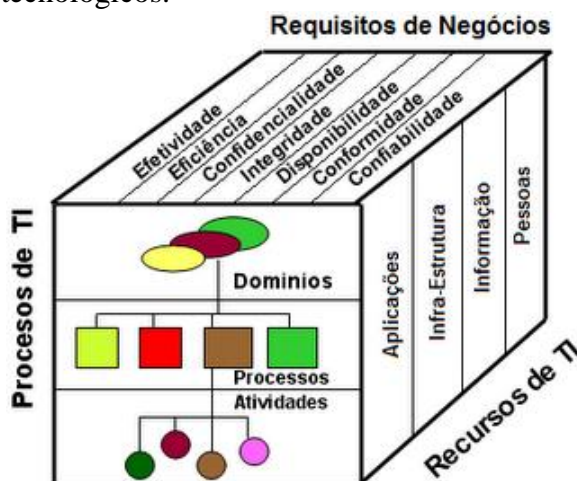 tecnológicos.
Requisitos de Negócios
Efetividade
Eficiência
Confidencialidade
Integridade
Disponibilidade
Conformidade
Confiabilidade
Procesos de TI
Dominios
Processos
Atividades
Aplicações
Infra-Estrutura
Informação
Pessoas
Recursos de TI